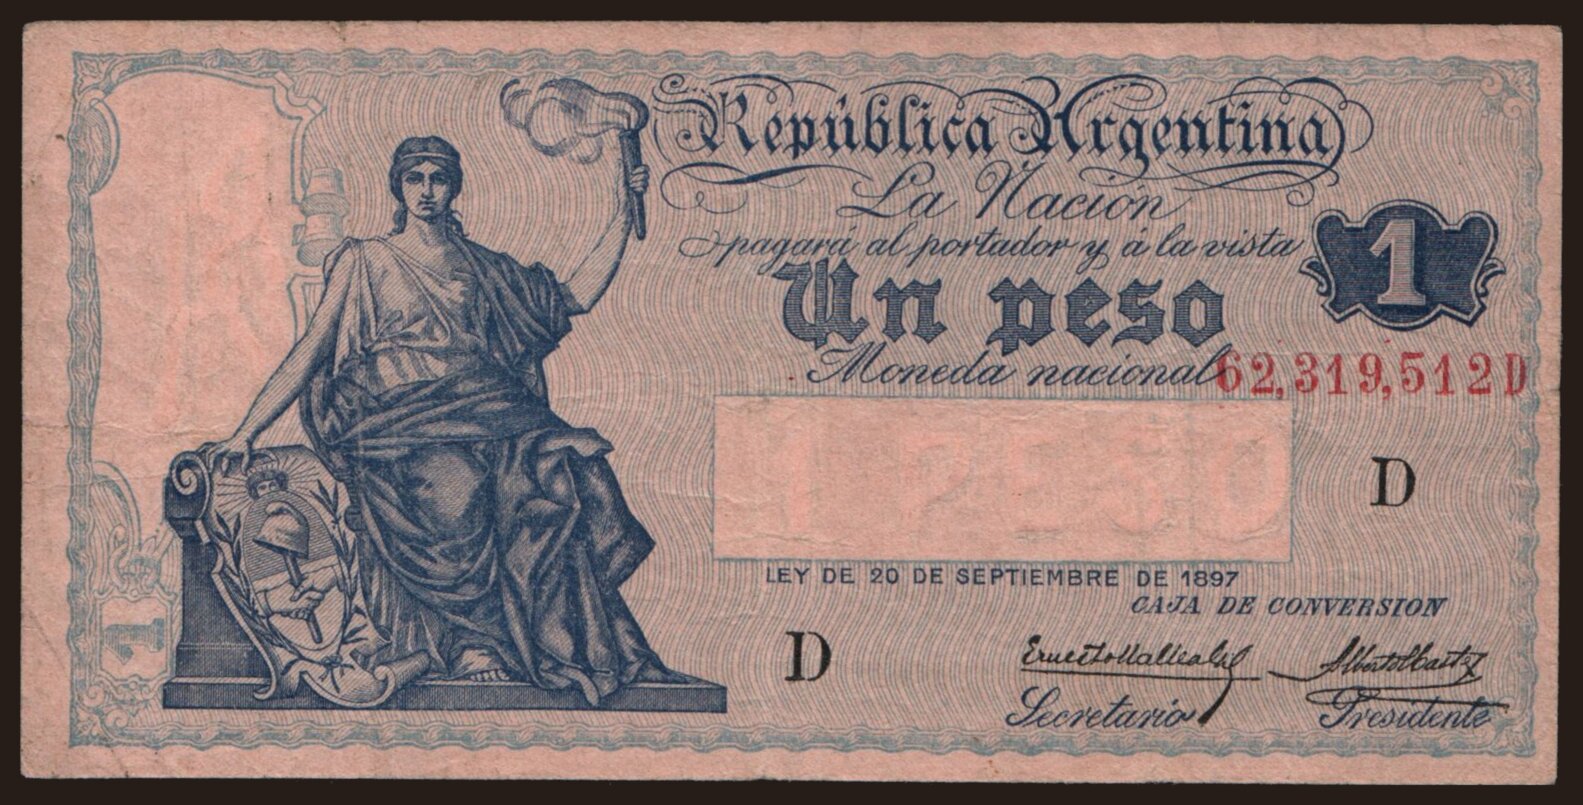 República Argentina
La Nación
pagará al portador y á la vista
1
Un peso
Moneda nacional
62,319,512D
D
LEY DE 20 DE SEPTIEMBRE DE 1897
CAJA DE CONVERSION
D
1
Secretario
Presidente